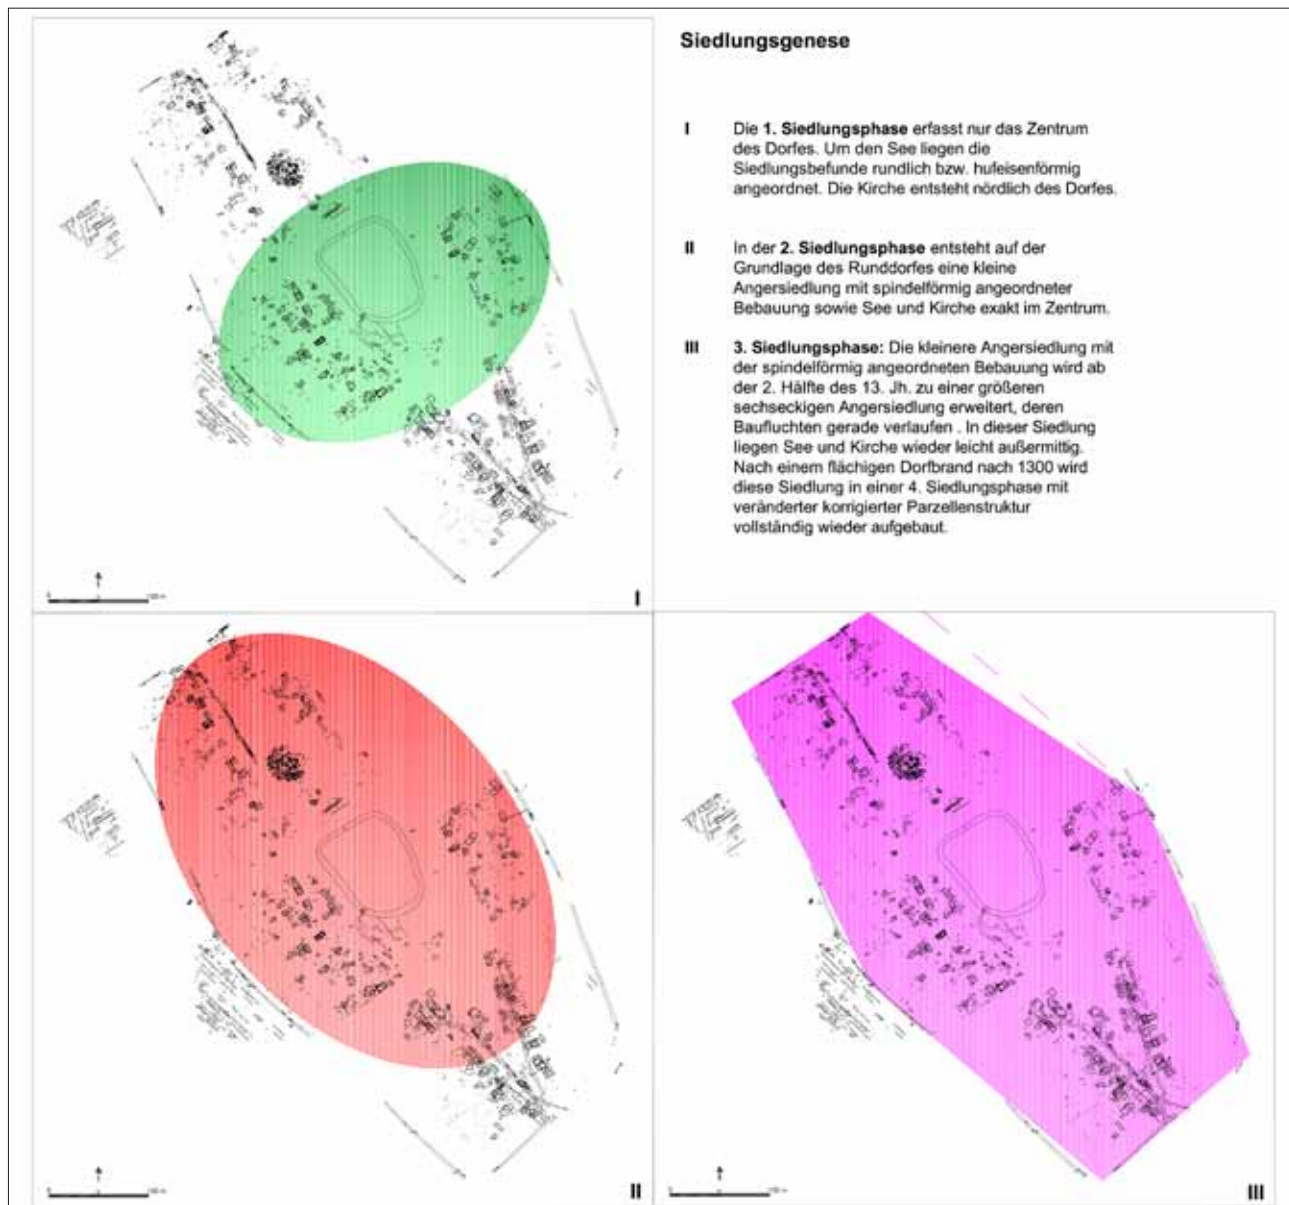 Siedlungsgenese
I Die 1. Siedlungsphase erfasst nur das Zentrum
des Dorfes. Um den See liegen die
Siedlungsbefunde rundlich bzw. hufeisenförmig
angeordnet. Die Kirche entsteht nördlich des Dorfes.
II In der 2. Siedlungsphase entsteht auf der
Grundlage des Runddorfes eine kleine
Angersiedlung mit spindelförmig angeordneter
Bebauung sowie See und Kirche exakt im Zentrum.
III 3. Siedlungsphase: Die kleinere Angersiedlung mit
der spindelförmig angeordneten Bebauung wird ab
der 2. Hälfte des 13. Jh. zu einer größeren
sechseckigen Angersiedlung erweitert, deren
Baufluchten gerade verlaufen . In dieser Siedlung
liegen See und Kirche wieder leicht außermittig.
Nach einem flächigen Dorfbrand nach 1300 wird
diese Siedlung in einer 4. Siedlungsphase mit
veränderter korrigierter Parzellenstruktur
vollständig wieder aufgebaut.
I
II
III